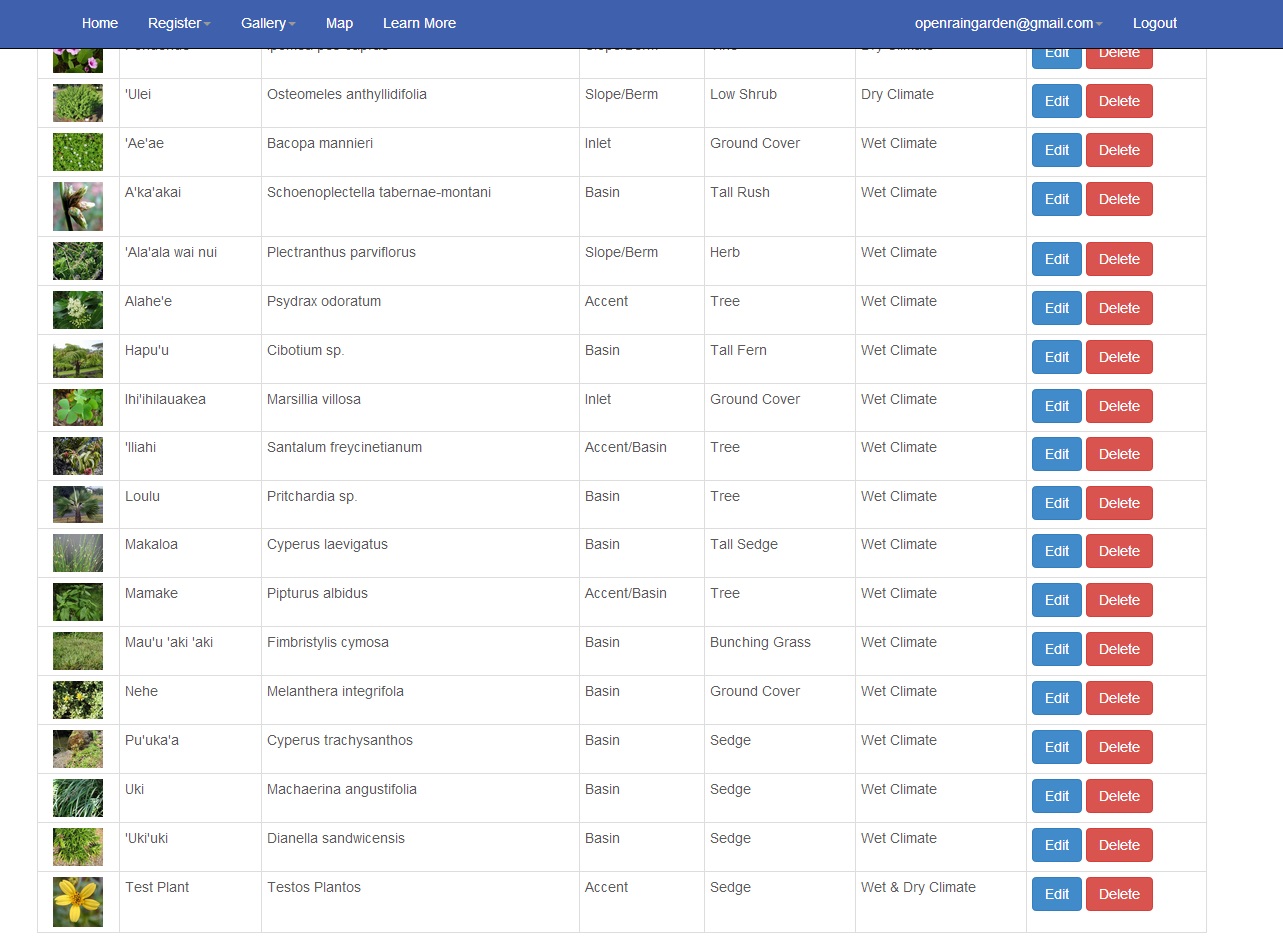 Home Register Gallery Map Learn More openraingarden@gmail.com Logout
Edit Delete
'Ulei Osteomeles anthyllidifolia Slope/Berm Low Shrub Dry Climate Edit Delete
'Ae'ae Bacopa mannieri Inlet Ground Cover Wet Climate Edit Delete
A'ka'akai Schoenoplectella tabernae-montani Basin Tall Rush Wet Climate Edit Delete
'Ala'ala wai nui Plectranthus parviflorus Slope/Berm Herb Wet Climate Edit Delete
Alahe'e Psydrax odoratum Accent Tree Wet Climate Edit Delete
Hapu'u Cibotium sp. Basin Tall Fern Wet Climate Edit Delete
Ihi'ihilauakea Marsillia villosa Inlet Ground Cover Wet Climate Edit Delete
'Iliahi Santalum freycinetianum Accent/Basin Tree Wet Climate Edit Delete
Loulu Pritchardia sp. Basin Tree Wet Climate Edit Delete
Makaloa Cyperus laevigatus Basin Tall Sedge Wet Climate Edit Delete
Mamake Pipturus albidus Accent/Basin Tree Wet Climate Edit Delete
Mau'u 'aki 'aki Fimbristylis cymosa Basin Bunching Grass Wet Climate Edit Delete
Nehe Melanthera integrifola Basin Ground Cover Wet Climate Edit Delete
Pu'uka'a Cyperus trachysanthos Basin Sedge Wet Climate Edit Delete
Uki Machaerina angustifolia Basin Sedge Wet Climate Edit Delete
'Uki'uki Dianella sandwicensis Basin Sedge Wet Climate Edit Delete
Test Plant Testos Plantos Accent Sedge Wet & Dry Climate Edit Delete